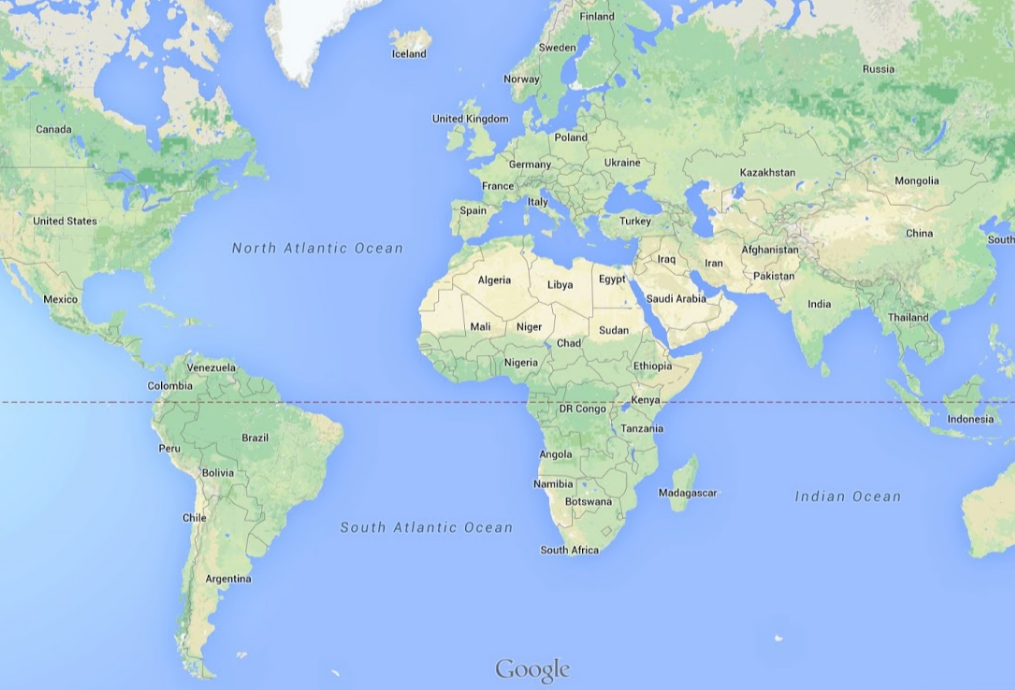 Finland
Iceland
Sweden
Russia
Norway
United Kingdom
Canada
Poland
Germany
Ukraine
Kazakhstan
Mongolia
France
Italy
Spain
United States
Turkey
China
South
North Atlantic Ocean
Afghanistan
Iraq
Iran
Pakistan
Algeria
Libya
Egypt
Mexico
Saudi Arabia
India
Thailand
Mali
Niger
Sudan
Chad
Nigeria
Ethiopia
Venezuela
Colombia
Kenya
DR Congo
Indonesia
Tanzania
Brazil
Peru
Angola
Bolivia
Namibia
Madagascar
Indian Ocean
Botswana
Chile
South Atlantic Ocean
South Africa
Argentina
Google